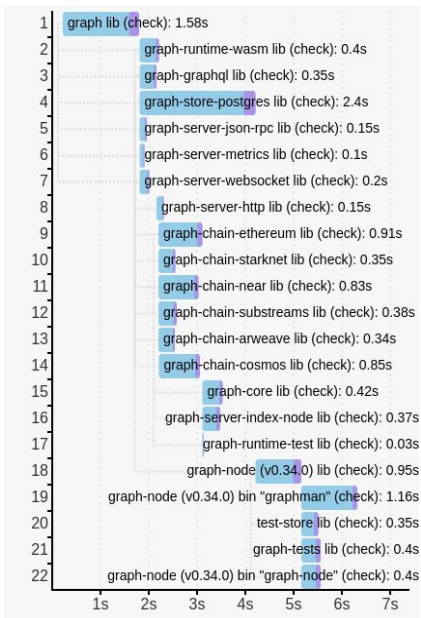 1 graph lib (check): 1.58s
2 graph-runtime-wasm lib (check): 0.4s
3 graph-graphql lib (check): 0.35s
4 graph-store-postgres lib (check): 2.4s
5 graph-server-json-rpc lib (check): 0.15s
6 graph-server-metrics lib (check): 0.1s
7 graph-server-websocket lib (check): 0.2s
8 graph-server-http lib (check): 0.15s
9 graph-chain-ethereum lib (check): 0.91s
10 graph-chain-starknet lib (check): 0.35s
11 graph-chain-near lib (check): 0.83s
12 graph-chain-substreams lib (check): 0.38s
13 graph-chain-arweave lib (check): 0.34s
14 graph-chain-cosmos lib (check): 0.85s
15 graph-core lib (check): 0.42s
16 graph-server-index-node lib (check): 0.37s
17 graph-runtime-test lib (check): 0.03s
18 graph-node (v0.34.0) lib (check): 0.95s
19 graph-node (v0.34.0) bin "graphman" (check): 1.16s
20 test-store lib (check): 0.35s
21 graph-tests lib (check): 0.4s
22 graph-node (v0.34.0) bin "graph-node" (check): 0.4s
1s 2s 3s 4s 5s 6s 7s